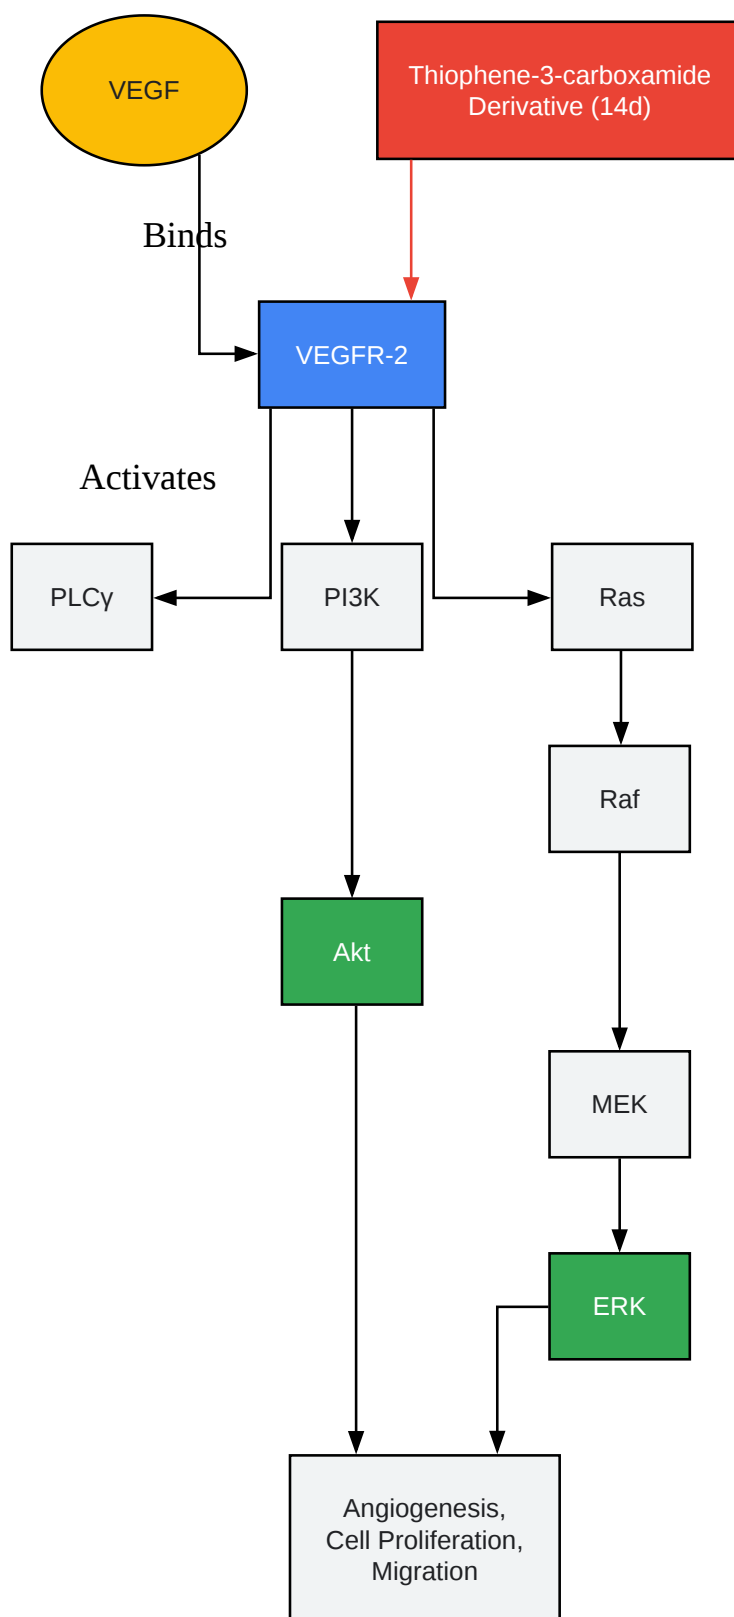 VEGF
Thiophene-3-carboxamide
Derivative (14d)
Binds
VEGFR-2
Activates
PLCγ
PI3K
Ras
Raf
Akt
MEK
ERK
Angiogenesis,
Cell Proliferation,
Migration